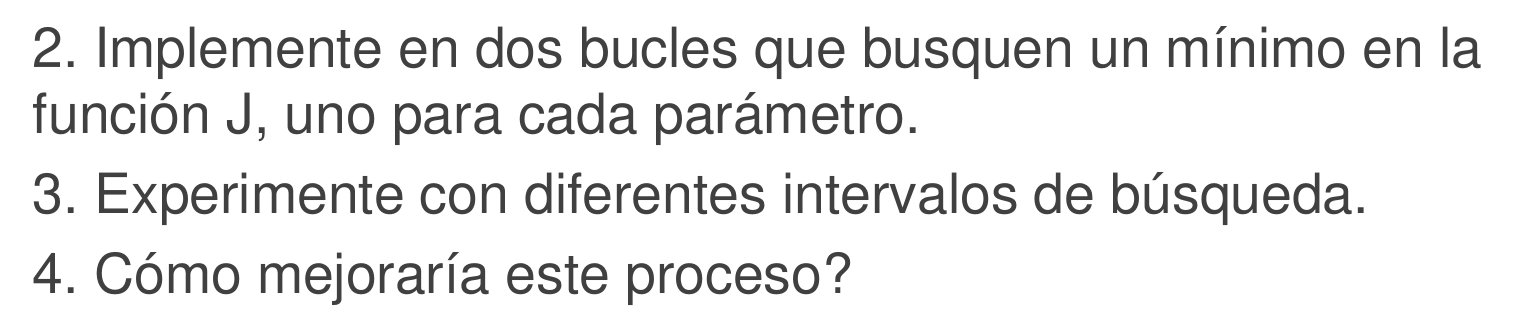 2. Implemente en dos bucles que busquen un mínimo en la
función J, uno para cada parámetro.
3. Experimente con diferentes intervalos de búsqueda.
4. Cómo mejoraría este proceso?